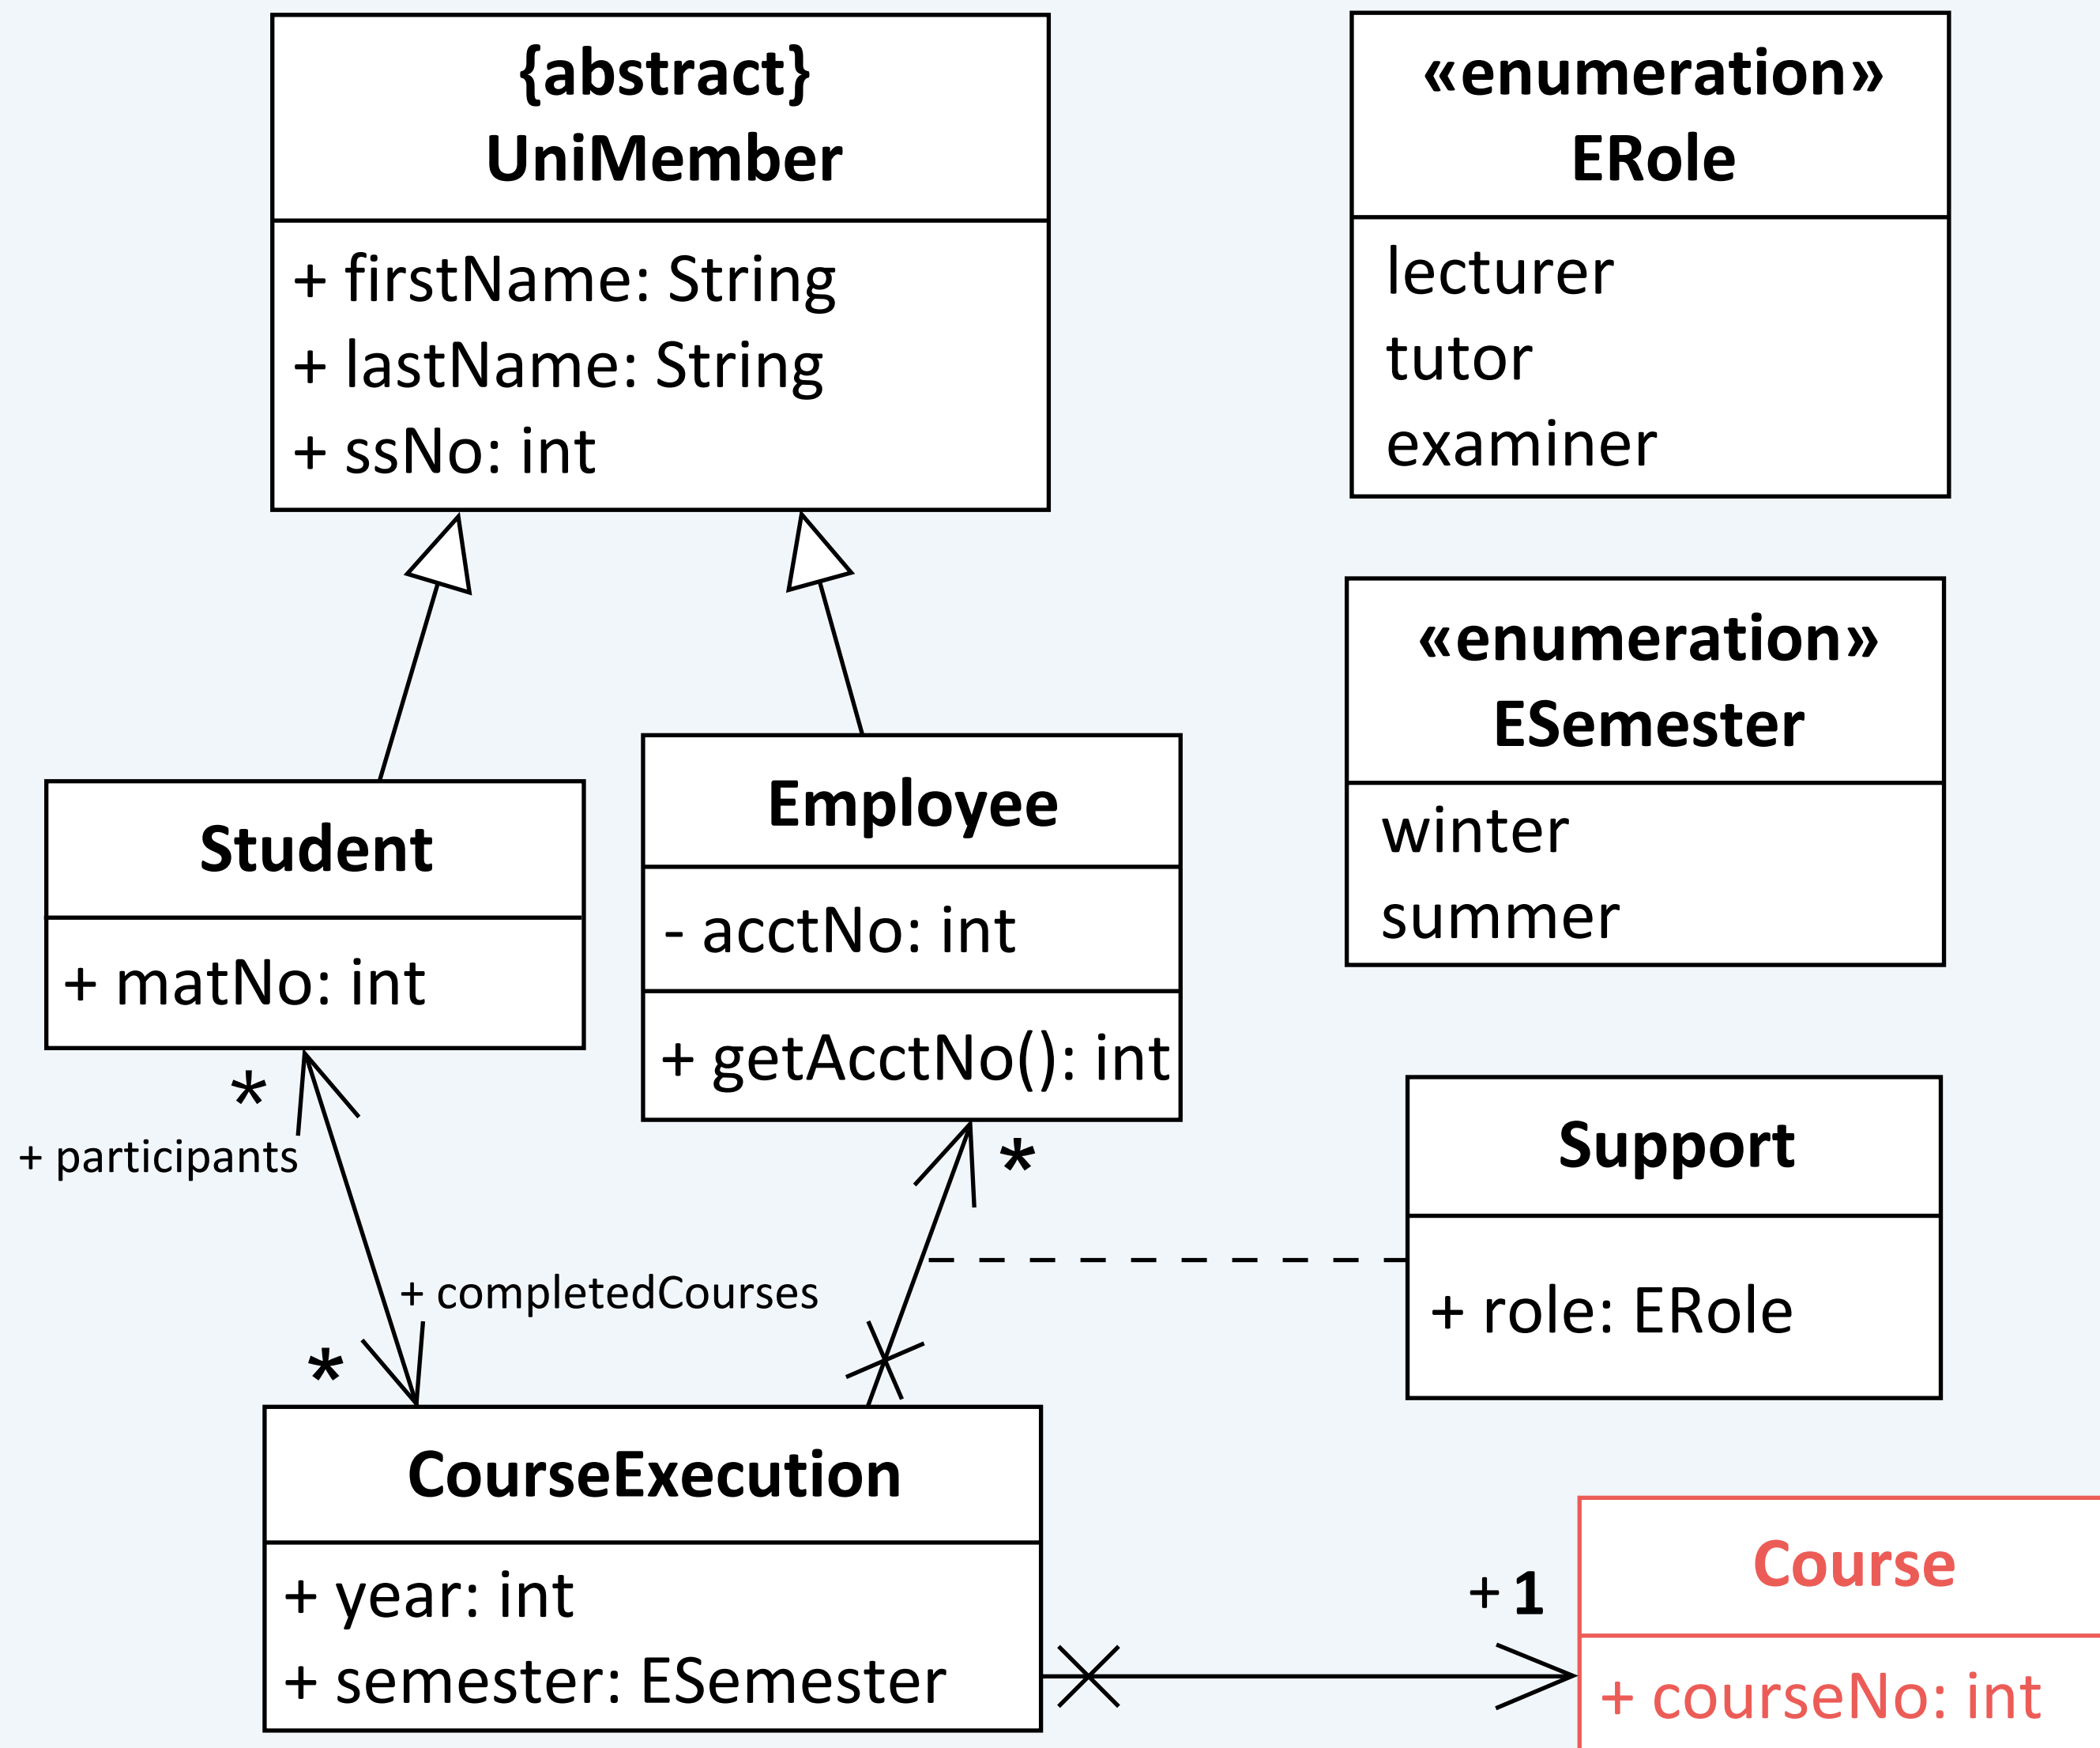 {abstract}
UniMember
+ firstName: String
+ lastName: String
+ ssNo: int
«enumeration»
ERole
lecturer
tutor
examiner
«enumeration»
ESemester
winter
summer
Student
+ matNo: int
Employee
- acctNo: int
+ getAcctNo(): int
*
+ participants
*
Support
+ role: ERole
+ completedCourses
*
CourseExecution
+ year: int
+ semester: ESemester
+ 1
Course
+ courseNo: int